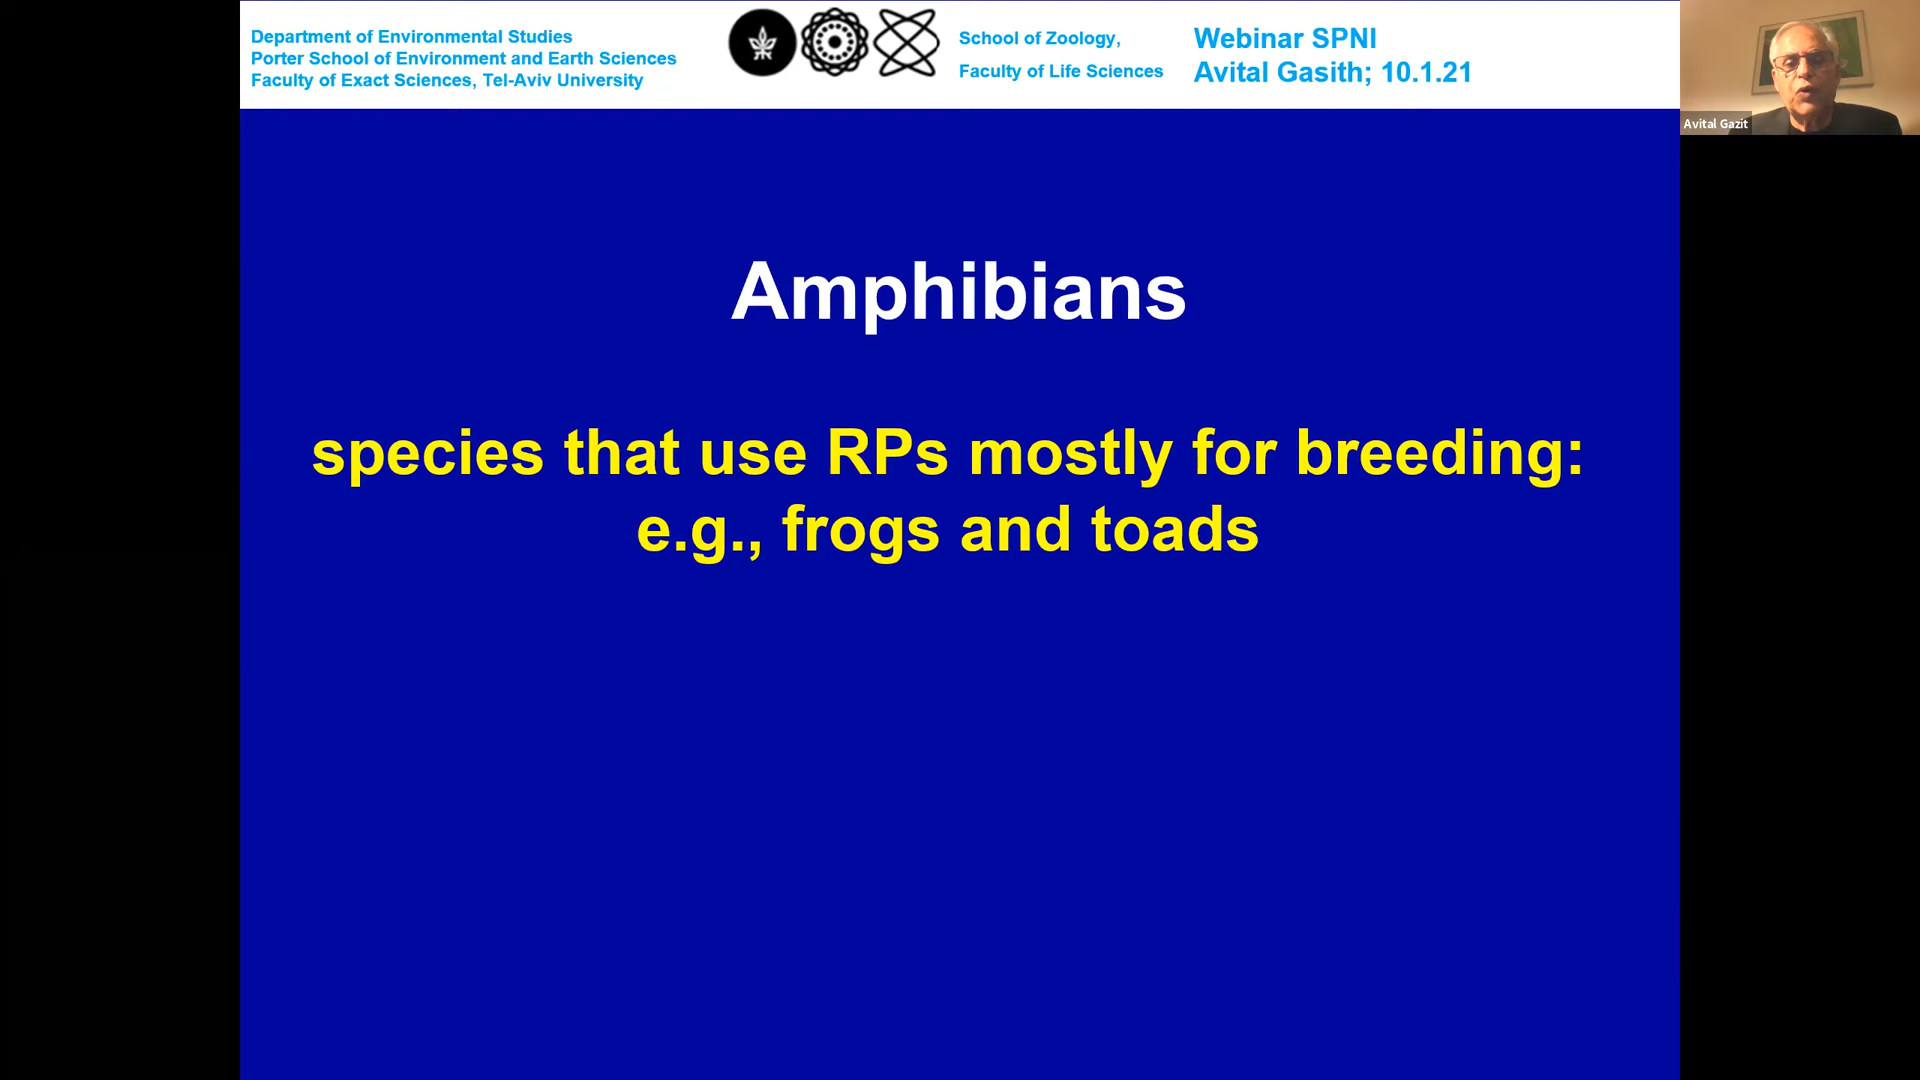 Department of Environmental Studies
Porter School of Environment and Earth Sciences
Faculty of Exact Sciences, Tel-Aviv University
School of Zoology,
Faculty of Life Sciences
Webinar SPNI
Avital Gasith; 10.1.21
Avital Gazit
Amphibians
species that use RPs mostly for breeding:
e.g., frogs and toads